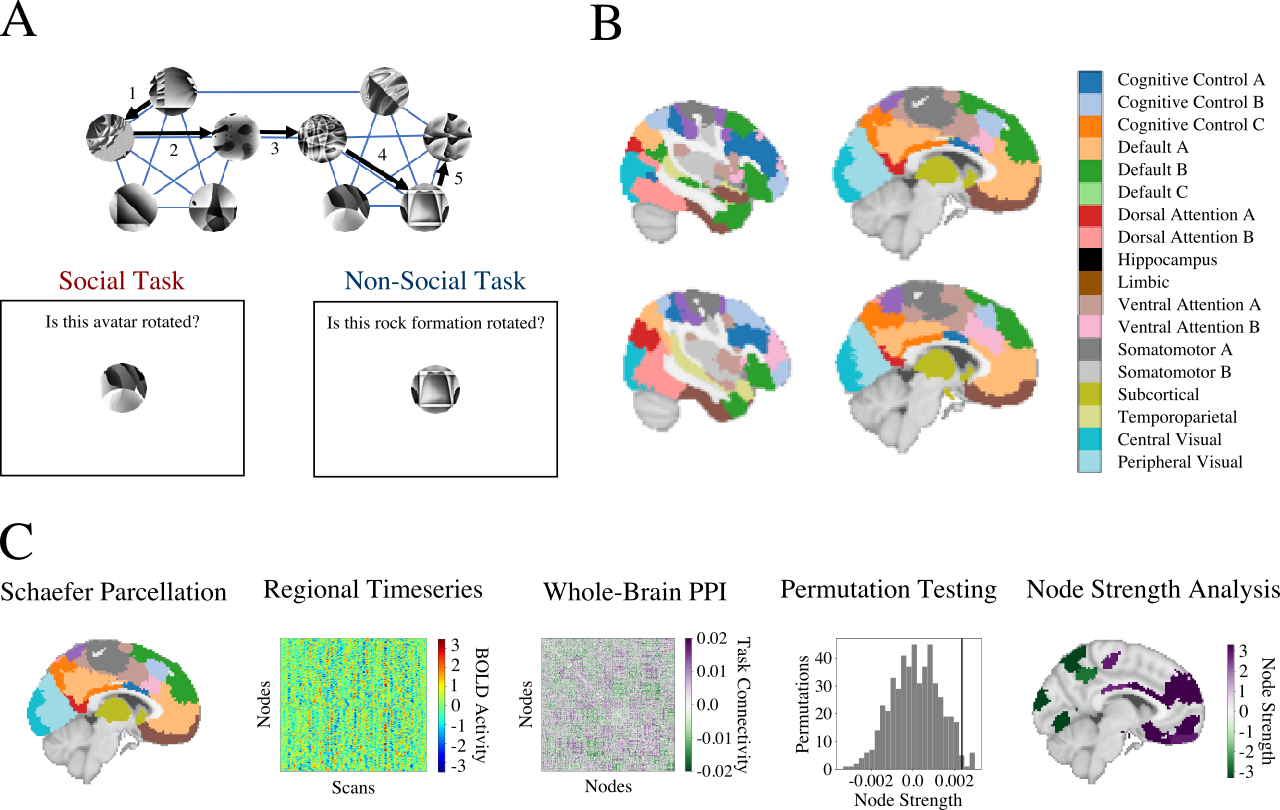 A
1
2
3
4
5
Social Task
Is this avatar rotated?
Non-Social Task
Is this rock formation rotated?
B
Cognitive Control A
Cognitive Control B
Cognitive Control C
Default A
Default B
Default C
Dorsal Attention A
Dorsal Attention B
Hippocampus
Limbic
Ventral Attention A
Ventral Attention B
Somatomotor A
Somatomotor B
Subcortical
Temporoparietal
Central Visual
Peripheral Visual
C
Schaefer Parcellation
Regional Timeseries
Nodes
Scans
3
2
1
0
-1
-2
-3
BOLD Activity
Whole-Brain PPI
Nodes
Nodes
0.02
0.01
0.0
-0.01
-0.02
Task Connectivity
Permutation Testing
Permutations
40
30
20
10
0
-0.002
0.0
0.002
Node Strength
Node Strength Analysis
3
2
1
0
-1
-2
-3
Node Strength